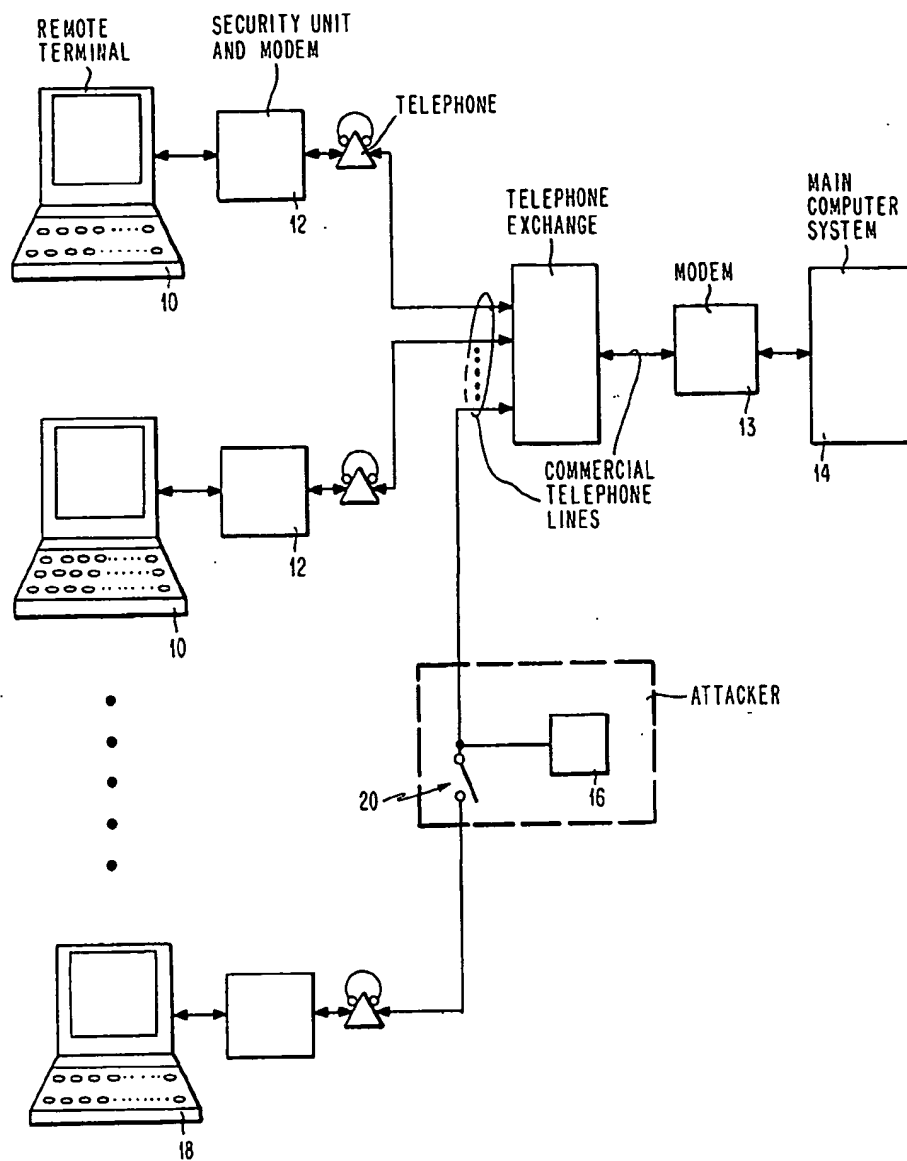 REMOTE
TERMINAL
SECURITY UNIT
AND MODEM
TELEPHONE
12
10
TELEPHONE
EXCHANGE
MODEM
MAIN
COMPUTER
SYSTEM
13
14
COMMERCIAL
TELEPHONE
LINES
12
10
ATTACKER
20
16
18